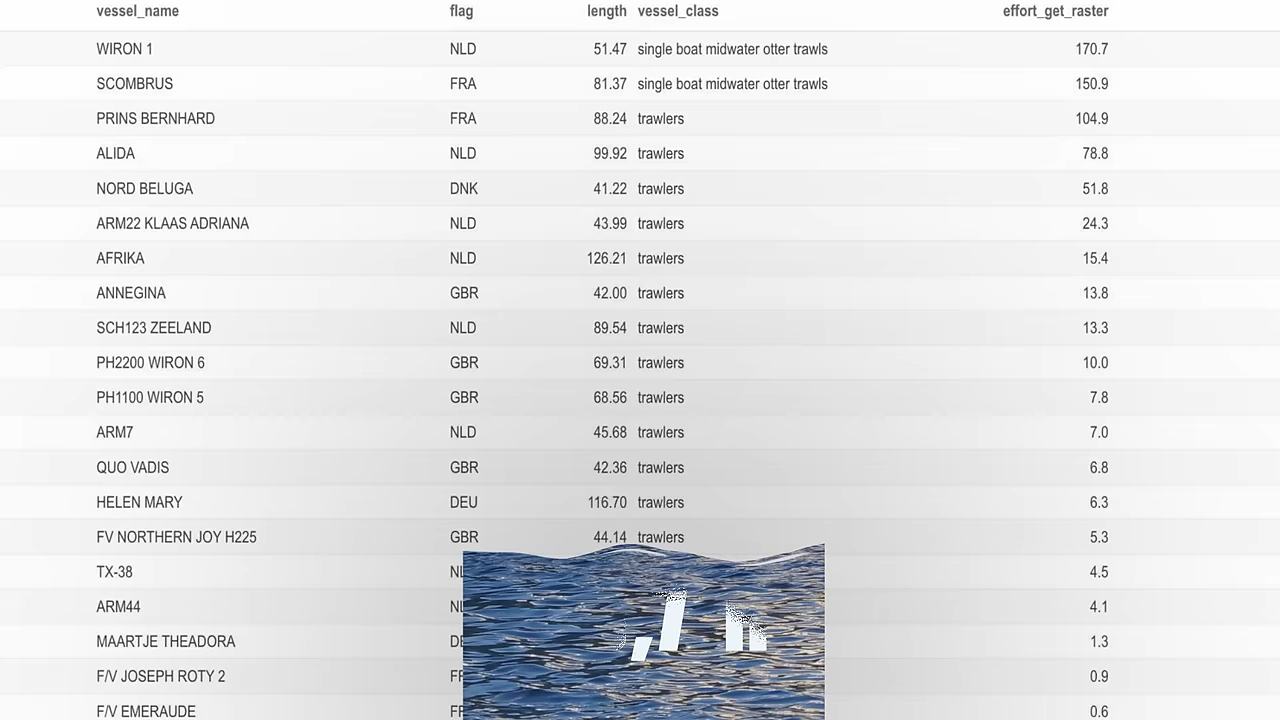 vessel_name flag length vessel_class effort_get_raster
WIRON 1 NLD 51.47 single boat midwater otter trawls 170.7
SCOMBRUS FRA 81.37 single boat midwater otter trawls 150.9
PRINS BERNHARD FRA 88.24 trawlers 104.9
ALIDA NLD 99.92 trawlers 78.8
NORD BELUGA DNK 41.22 trawlers 51.8
ARM22 KLAAS ADRIANA NLD 43.99 trawlers 24.3
AFRIKA NLD 126.21 trawlers 15.4
ANNEGINA GBR 42.00 trawlers 13.8
SCH123 ZEELAND NLD 89.54 trawlers 13.3
PH2200 WIRON 6 GBR 69.31 trawlers 10.0
PH1100 WIRON 5 GBR 68.56 trawlers 7.8
ARM7 NLD 45.68 trawlers 7.0
QUO VADIS GBR 42.36 trawlers 6.8
HELEN MARY DEU 116.70 trawlers 6.3
FV NORTHERN JOY H225 GBR 44.14 trawlers 5.3
TX-38 4.5
ARM44 4.1
MAARTJE THEADORA 1.3
F/V JOSEPH ROTY 2 0.9
F/V EMERAUDE 0.6